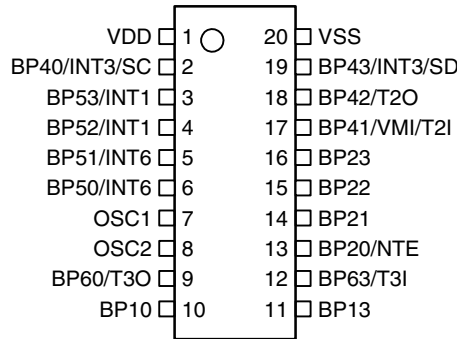 VDD 1 20 VSS
BP40/INT3/SC 2 19 BP43/INT3/SD
BP53/INT1 3 18 BP42/T2O
BP52/INT1 4 17 BP41/VMI/T2I
BP51/INT6 5 16 BP23
BP50/INT6 6 15 BP22
OSC1 7 14 BP21
OSC2 8 13 BP20/NTE
BP60/T3O 9 12 BP63/T3I
BP10 10 11 BP13